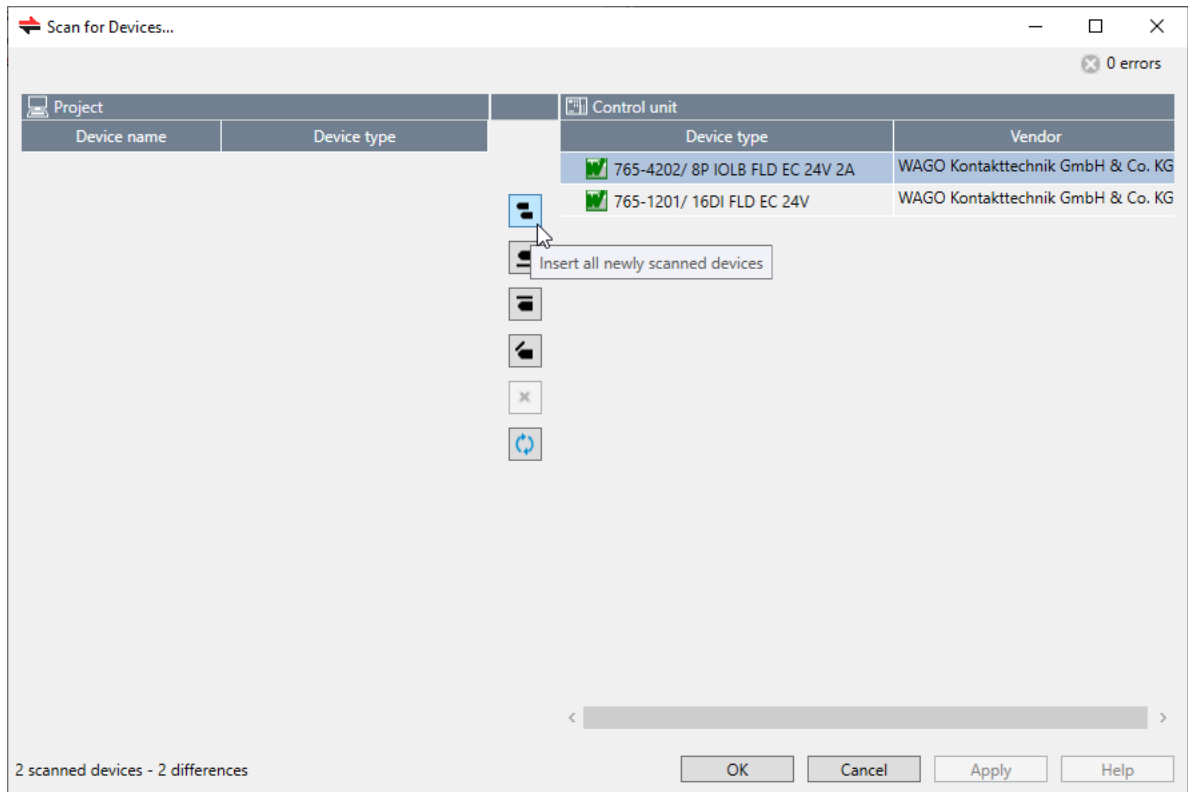 Scan for Devices...
0 errors
Project
Control unit
Device name Device type
Device type Vendor
765-4202/ 8P IOLB FLD EC 24V 2A WAGO Kontakttechnik GmbH & Co. KG
765-1201/ 16DI FLD EC 24V WAGO Kontakttechnik GmbH & Co. KG
Insert all newly scanned devices
2 scanned devices - 2 differences
OK Cancel Apply Help